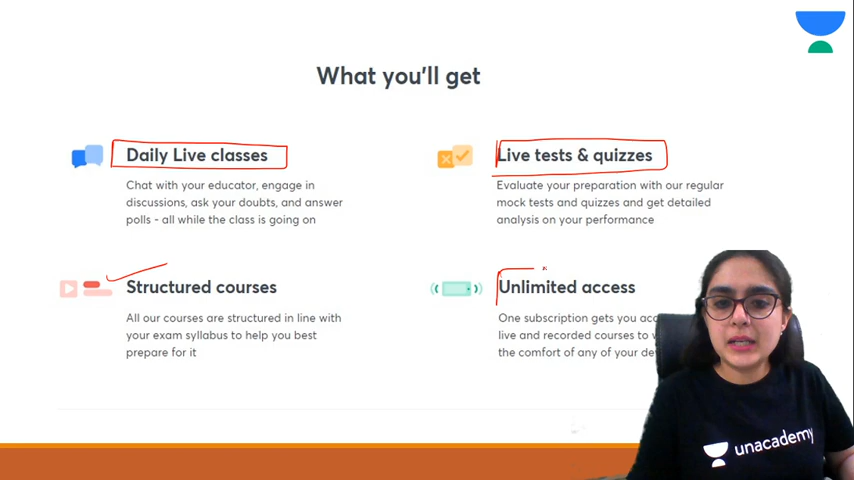 What you'll get
Daily Live classes
Chat with your educator, engage in
discussions, ask your doubts, and answer
polls - all while the class is going on
Live tests & quizzes
Evaluate your preparation with our regular
mock tests and quizzes and get detailed
analysis on your performance
Structured courses
All our courses are structured in line with
your exam syllabus to help you best
prepare for it
Unlimited access
One subscription gets you
live and recorded courses to
the comfort of any of your
unacademy